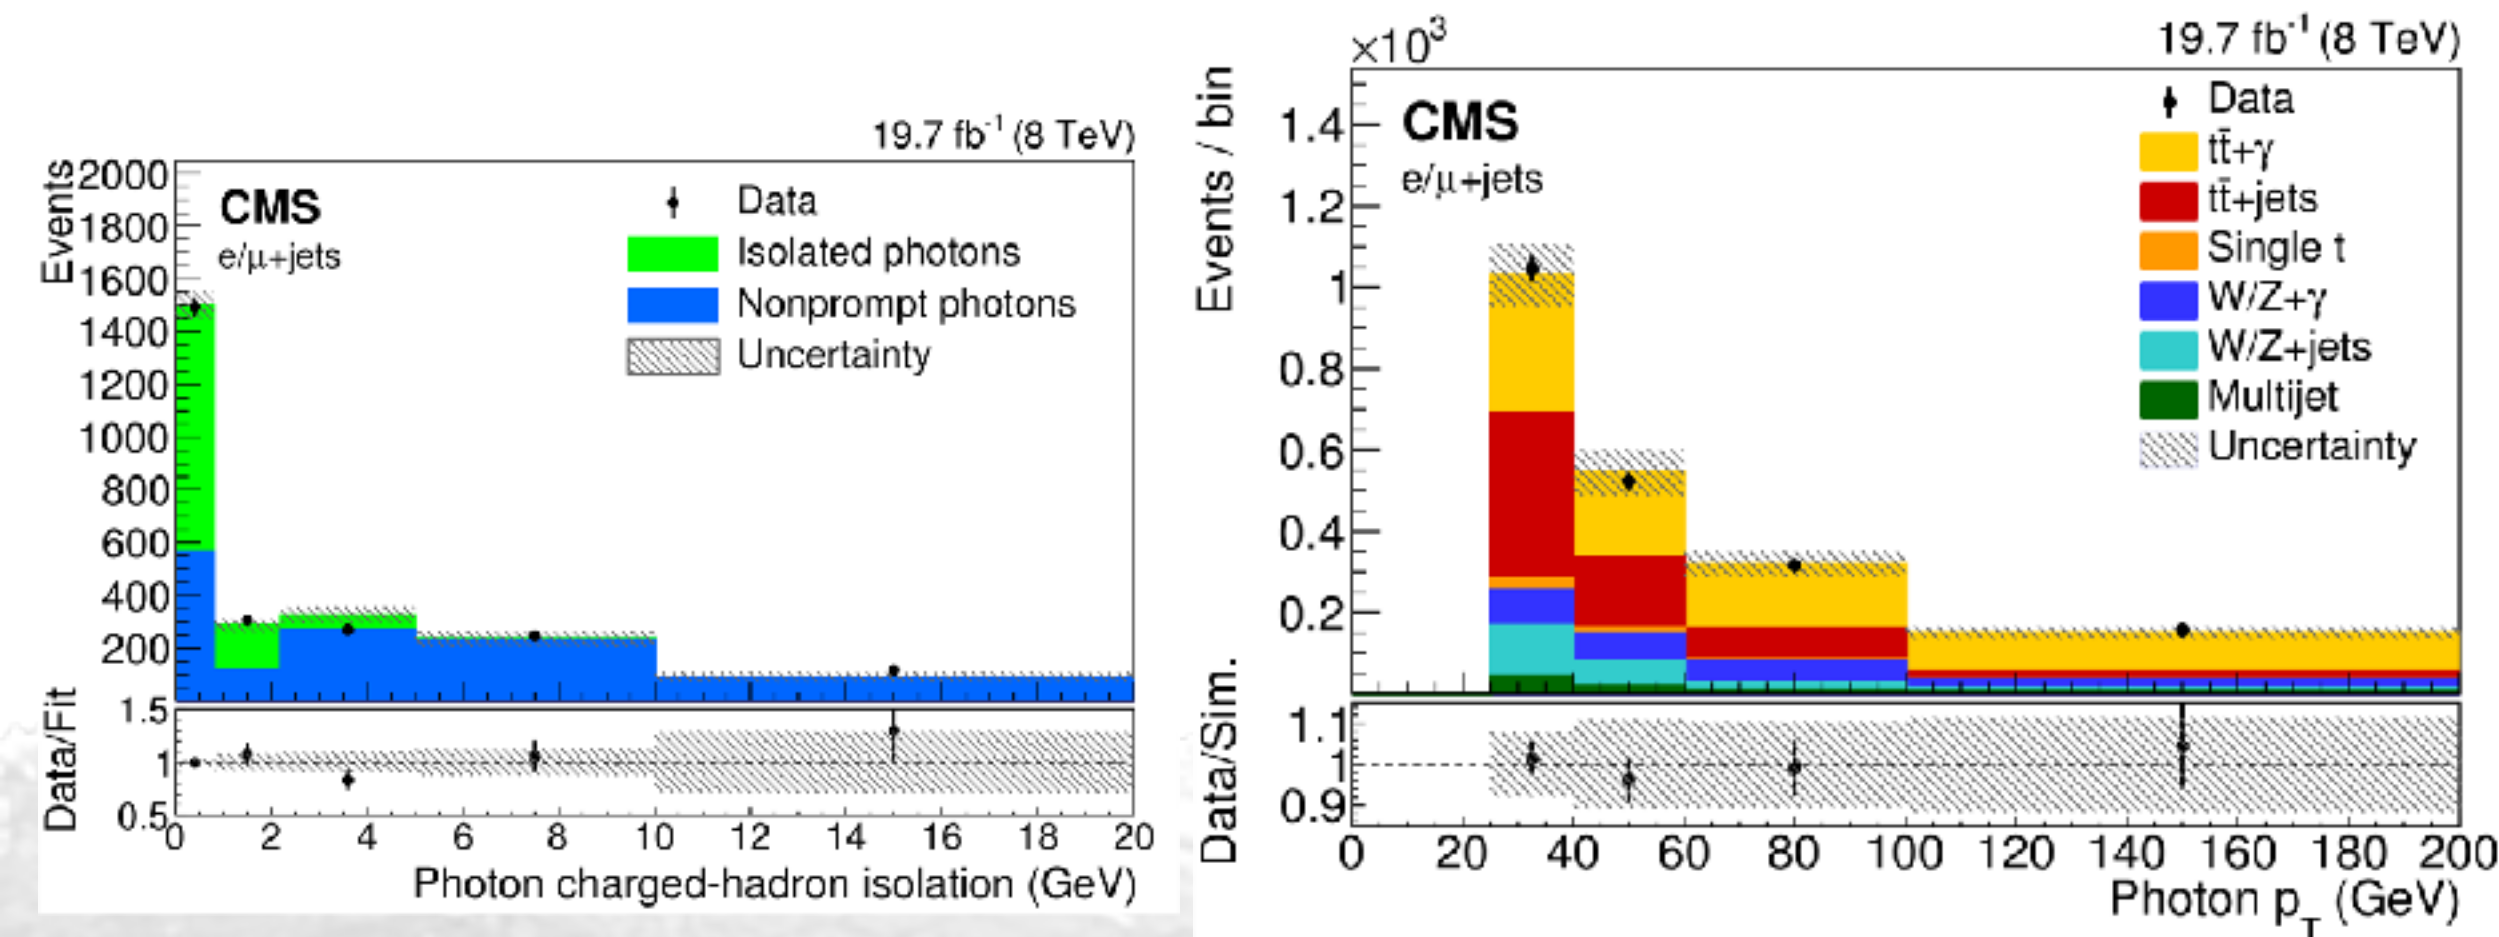 19.7 fb⁻¹ (8 TeV)
Events
2000
1800
1600
1400
1200
1000
800
600
400
200
CMS
e/μ+jets
Data
Isolated photons
Nonprompt photons
Uncertainty
Data/Fit
1.5
1
0.5
0 2 4 6 8 10 12 14 16 18 20
Photon charged-hadron isolation (GeV)
×10³
19.7 fb⁻¹ (8 TeV)
Events / bin
1.4
1.2
1
0.8
0.6
0.4
0.2
CMS
e/μ+jets
Data
tt̄+γ
tt̄+jets
Single t
W/Z+γ
W/Z+jets
Multijet
Uncertainty
Data/Sim.
1.1
1
0.9
0 20 40 60 80 100 120 140 160 180 200
Photon p_T (GeV)